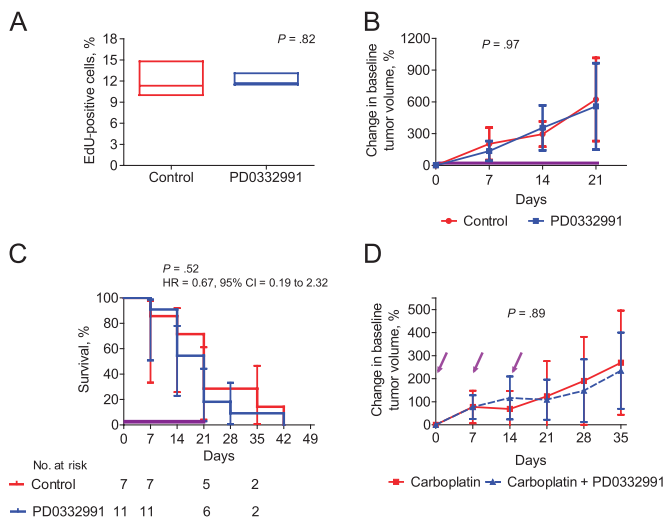 A
P = .82
EdU-positive cells, %
24
21
18
15
12
9
6
3
0
Control
PD0332991
B
P = .97
Change in baseline
tumor volume, %
1200
900
600
300
0
0 7 14 21
Days
Control PD0332991
C
P = .52
HR = 0.67, 95% CI = 0.19 to 2.32
Survival, %
100
80
60
40
20
0
0 7 14 21 28 35 42 49
Days
No. at risk
Control 7 7 5 2
PD0332991 11 11 6 2
D
P = .89
Change in baseline
tumor volume, %
500
400
300
200
100
0
0 7 14 21 28 35
Days
Carboplatin Carboplatin + PD0332991